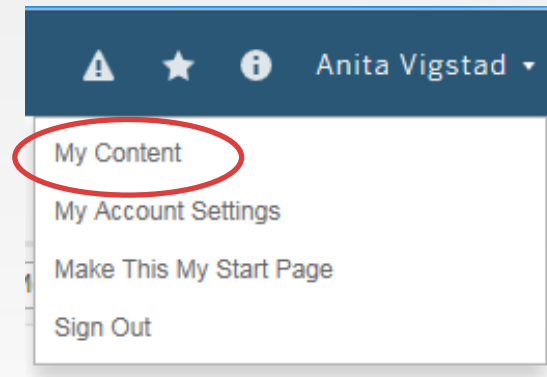 Anita Vigstad
My Content
My Account Settings
Make This My Start Page
Sign Out